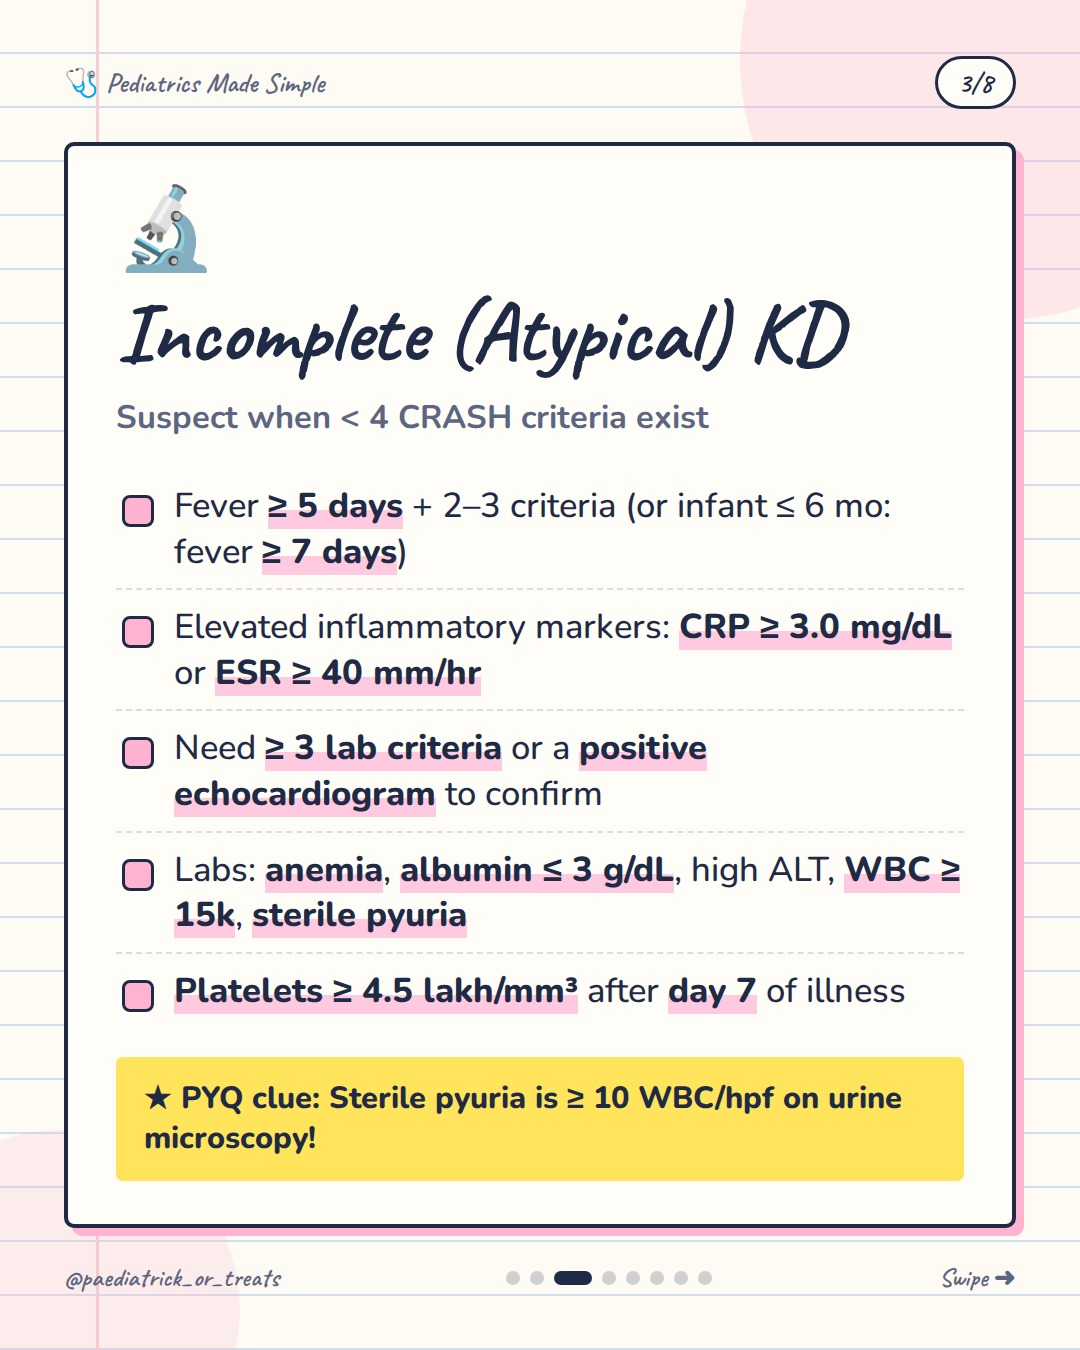 Pediatrics Made Simple
3/8
Incomplete (Atypical) KD
Suspect when < 4 CRASH criteria exist
Fever ≥ 5 days + 2–3 criteria (or infant ≤ 6 mo:
fever ≥ 7 days)
Elevated inflammatory markers: CRP ≥ 3.0 mg/dL
or ESR ≥ 40 mm/hr
Need ≥ 3 lab criteria or a positive
echocardiogram to confirm
Labs: anemia, albumin ≤ 3 g/dL, high ALT, WBC ≥
15k, sterile pyuria
Platelets ≥ 4.5 lakh/mm³ after day 7 of illness
★ PYQ clue: Sterile pyuria is ≥ 10 WBC/hpf on urine
microscopy!
@paediatrick_or_treats
Swipe ➜